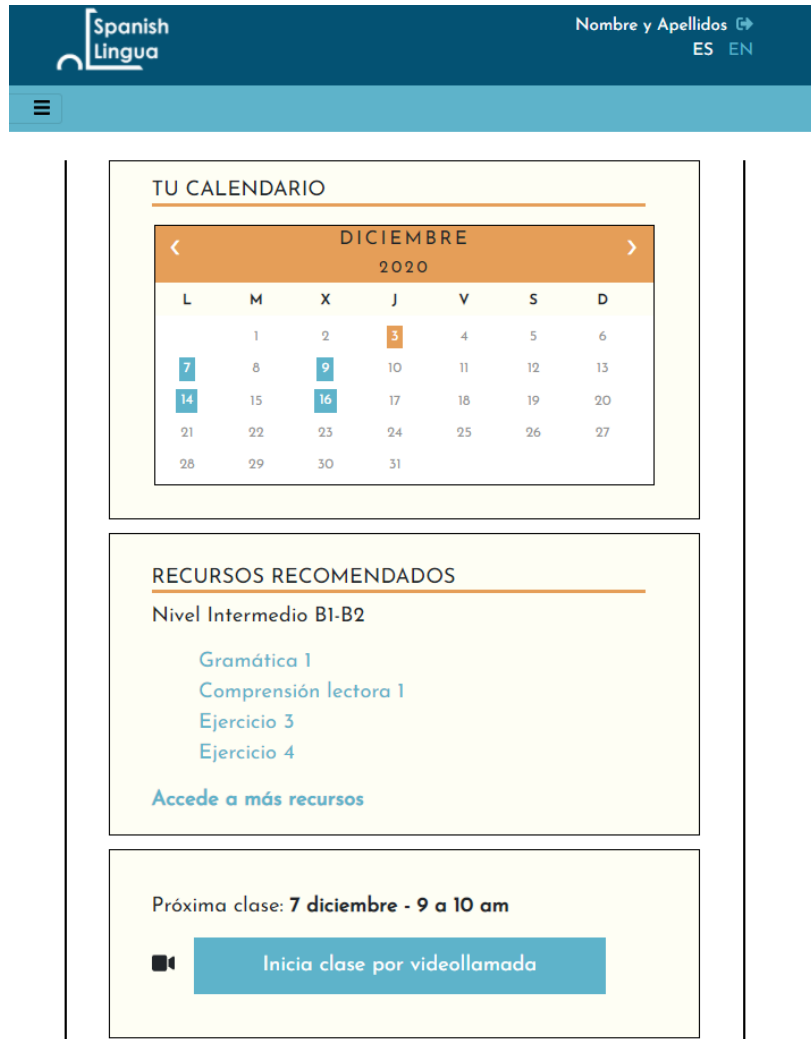 Spanish
Lingua
Nombre y Apellidos
ES EN
TU CALENDARIO
DICIEMBRE
2020
L M X J V S D
1 2 3 4 5 6
7 8 9 10 11 12 13
14 15 16 17 18 19 20
21 22 23 24 25 26 27
28 29 30 31
RECURSOS RECOMENDADOS
Nivel Intermedio B1-B2
Gramática 1
Comprensión lectora 1
Ejercicio 3
Ejercicio 4
Accede a más recursos
Próxima clase: 7 diciembre - 9 a 10 am
Inicia clase por videollamada